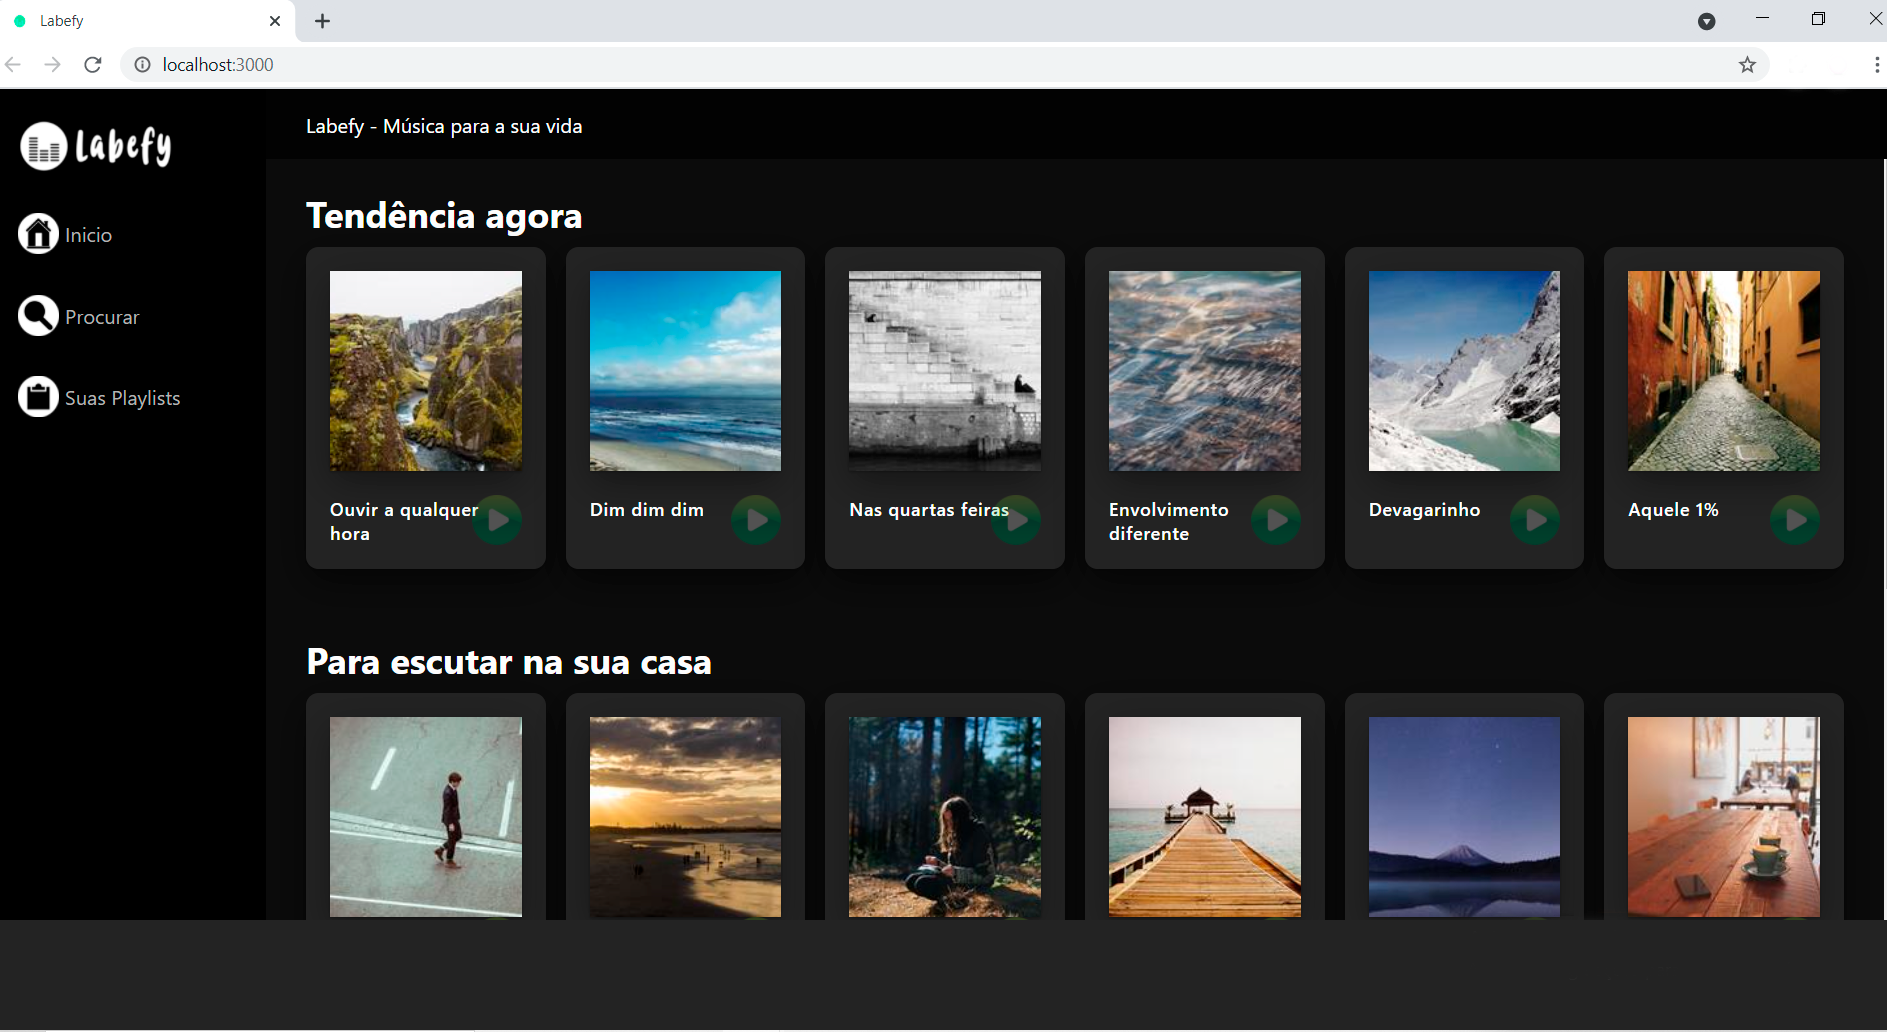 Labefy
localhost:3000
Labefy
Labefy - Música para a sua vida
Inicio
Procurar
Suas Playlists
Tendência agora
Ouvir a qualquer
hora
Dim dim dim
Nas quartas feiras
Envolvimento
diferente
Devagarinho
Aquele 1%
Para escutar na sua casa